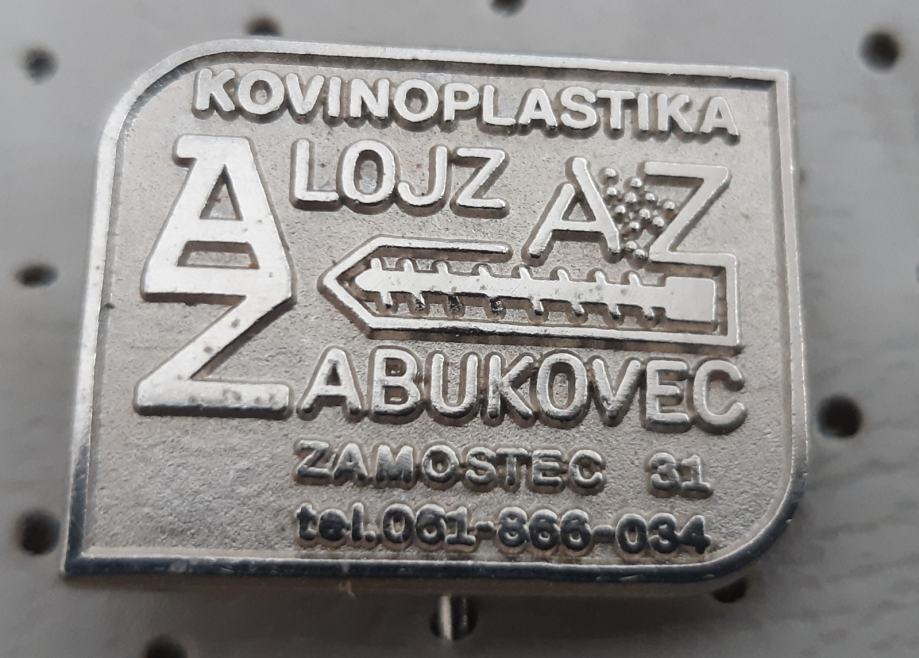 KOVINOPLASTIKA
ALOJZ AZ
ZABUKOVEC
ZAMOSTEC 31
tel.061-866-034